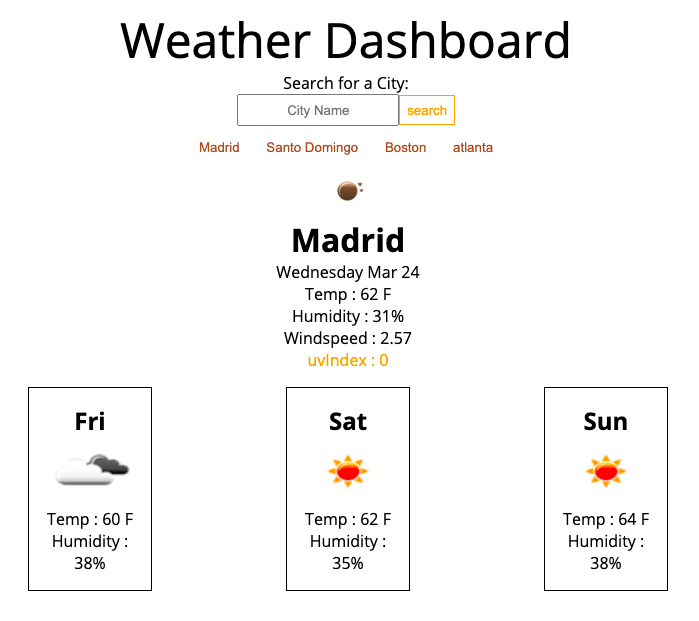 Weather Dashboard
Search for a City:
City Name search
Madrid Santo Domingo Boston atlanta
Madrid
Wednesday Mar 24
Temp : 62 F
Humidity : 31%
Windspeed : 2.57
uvIndex : 0
Fri
Temp : 60 F
Humidity :
38%
Sat
Temp : 62 F
Humidity :
35%
Sun
Temp : 64 F
Humidity :
38%